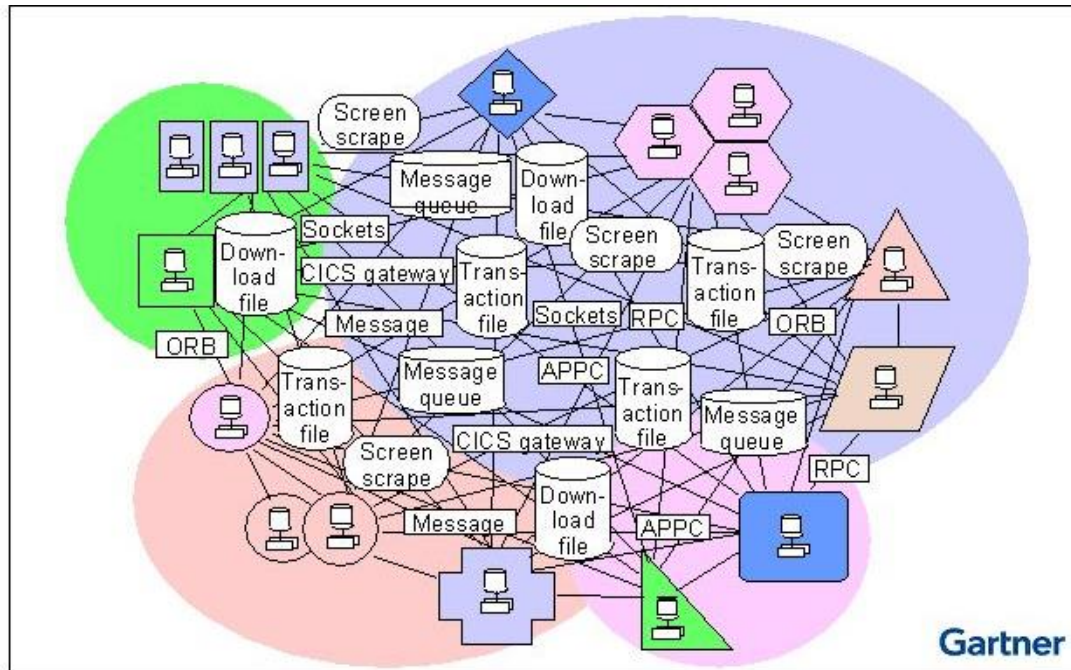 Screen
scrape
Message
queue
Down-
load
file
Sockets
Down-
load
file
CICS gateway
Trans-
action
file
Screen
scrape
Trans-
action
file
Screen
scrape
Message
Sockets
RPC
ORB
ORB
Trans-
action
file
Message
queue
APPC
Trans-
action
file
Message
queue
CICS gateway
Screen
scrape
Down-
load
file
RPC
Message
APPC
Gartner